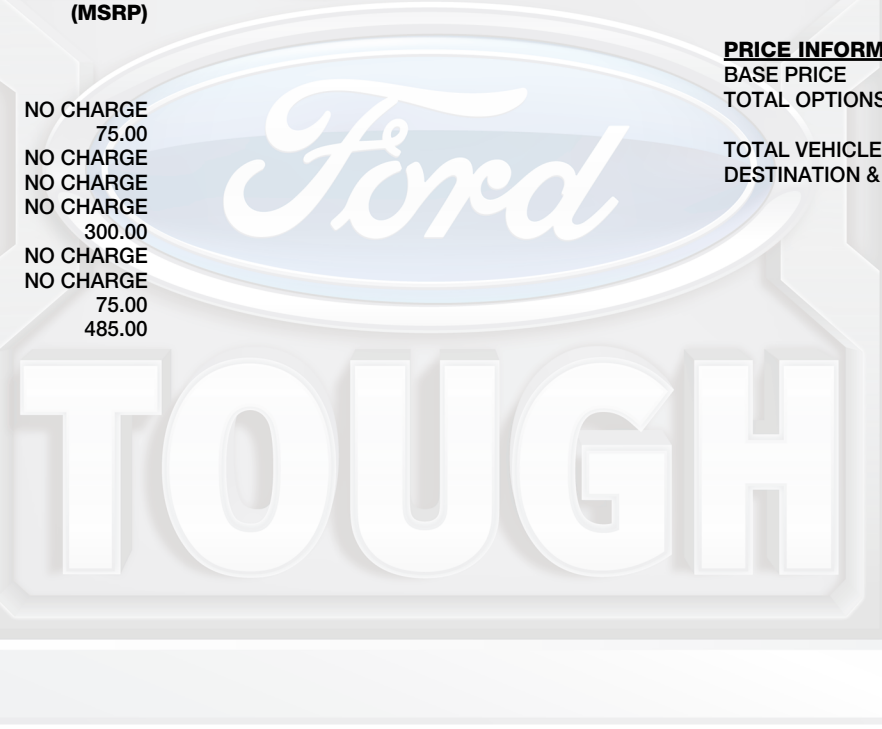 (MSRP)
NO CHARGE
75.00
NO CHARGE
NO CHARGE
NO CHARGE
300.00
NO CHARGE
NO CHARGE
75.00
485.00
PRICE INFORM
BASE PRICE
TOTAL OPTIONS
TOTAL VEHICLE
DESTINATION &
Ford
TOUGH